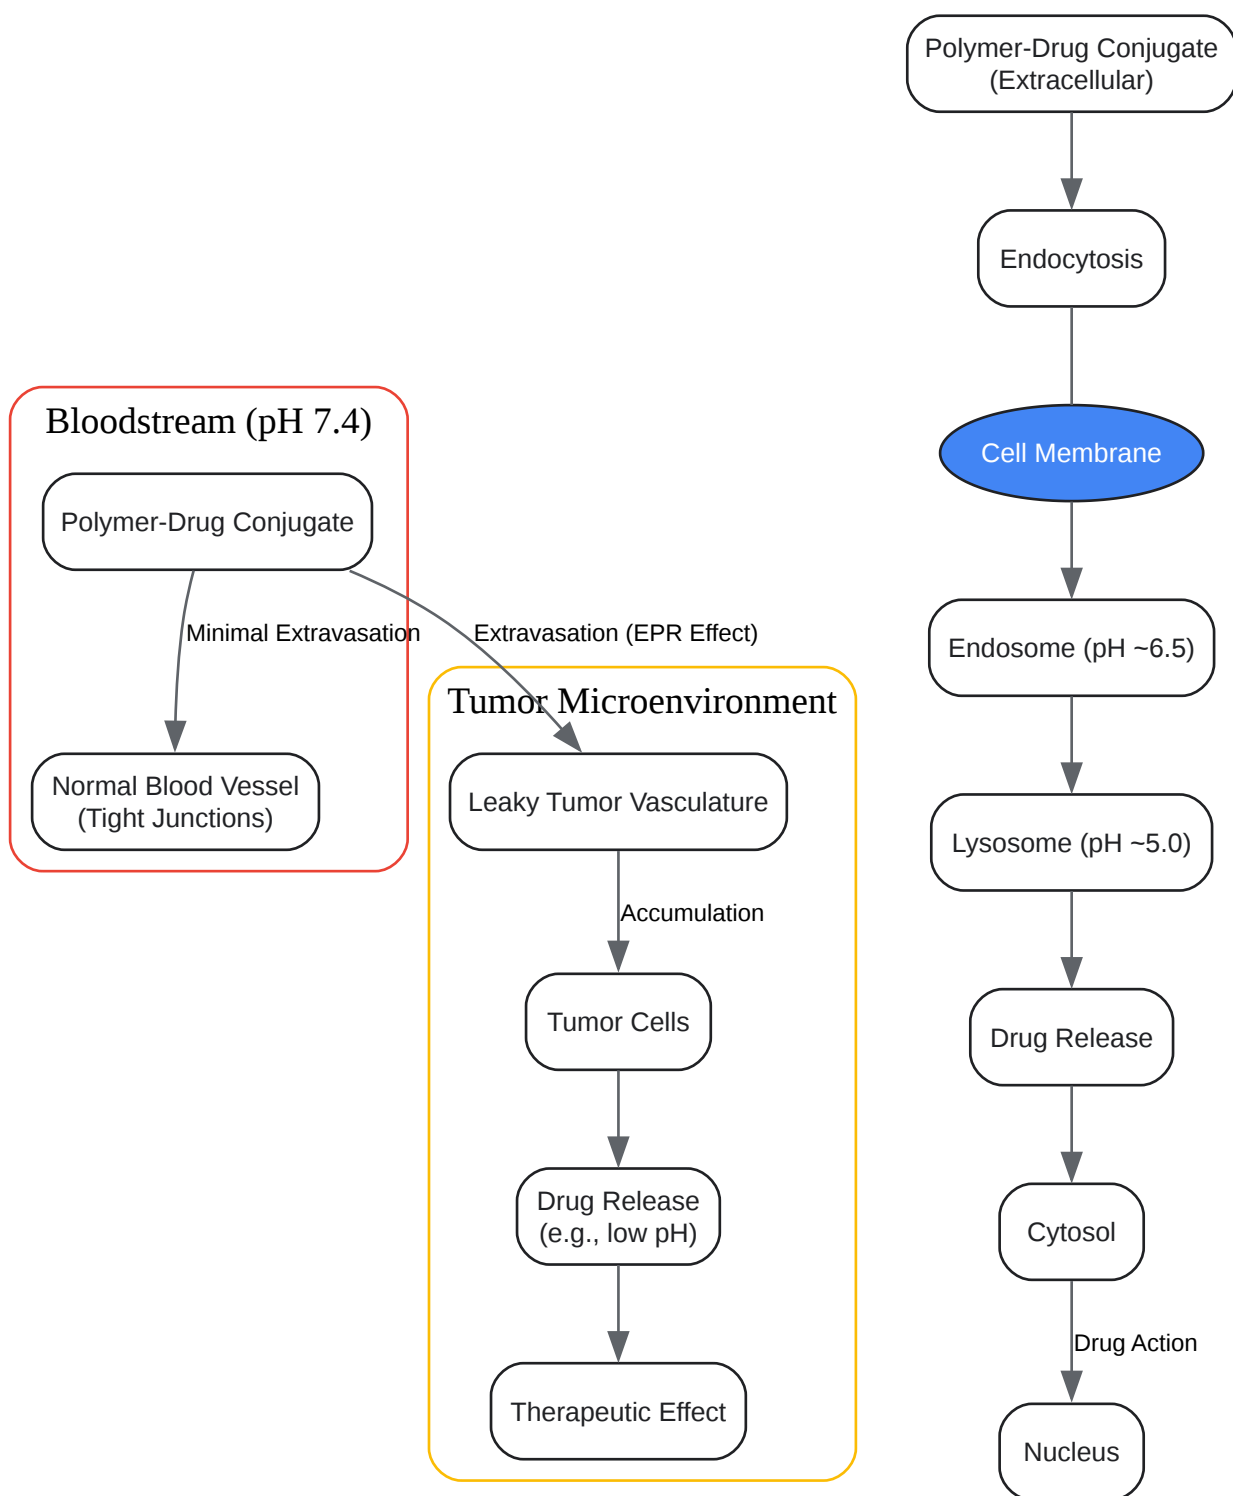 Bloodstream (pH 7.4)
Polymer-Drug Conjugate
Minimal Extravasation
Extravasation (EPR Effect)
Normal Blood Vessel
(Tight Junctions)
Tumor Microenvironment
Leaky Tumor Vasculature
Accumulation
Tumor Cells
Drug Release
(e.g., low pH)
Therapeutic Effect
Polymer-Drug Conjugate
(Extracellular)
Endocytosis
Cell Membrane
Endosome (pH ~6.5)
Lysosome (pH ~5.0)
Drug Release
Cytosol
Drug Action
Nucleus